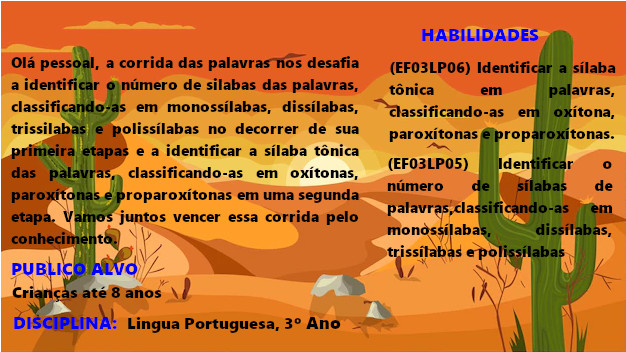 Olá pessoal, a corrida das palavras nos desafia
a identificar o número de silabas das palavras,
classificando-as em monossílabas, dissílabas,
trissilabas e polissílabas no decorrer de sua
primeira etapas e a identificar a sílaba tônica
das palavras, classificando-as em oxítonas,
paroxítonas e proparoxítonas em uma segunda
etapa. Vamos juntos vencer essa corrida pelo
conhecimento.
PUBLICO ALVO
Crianças até 8 anos
DISCIPLINA: Lingua Portuguesa, 3º Ano
HABILIDADES
(EF03LP06) Identificar a sílaba
tônica em palavras,
classificando-as em oxítona,
paroxítonas e proparoxítonas.
(EF03LP05) Identificar o
número de sílabas de
palavras,classificando-as em
monossílabas, dissílabas,
trissílabas e polissílabas